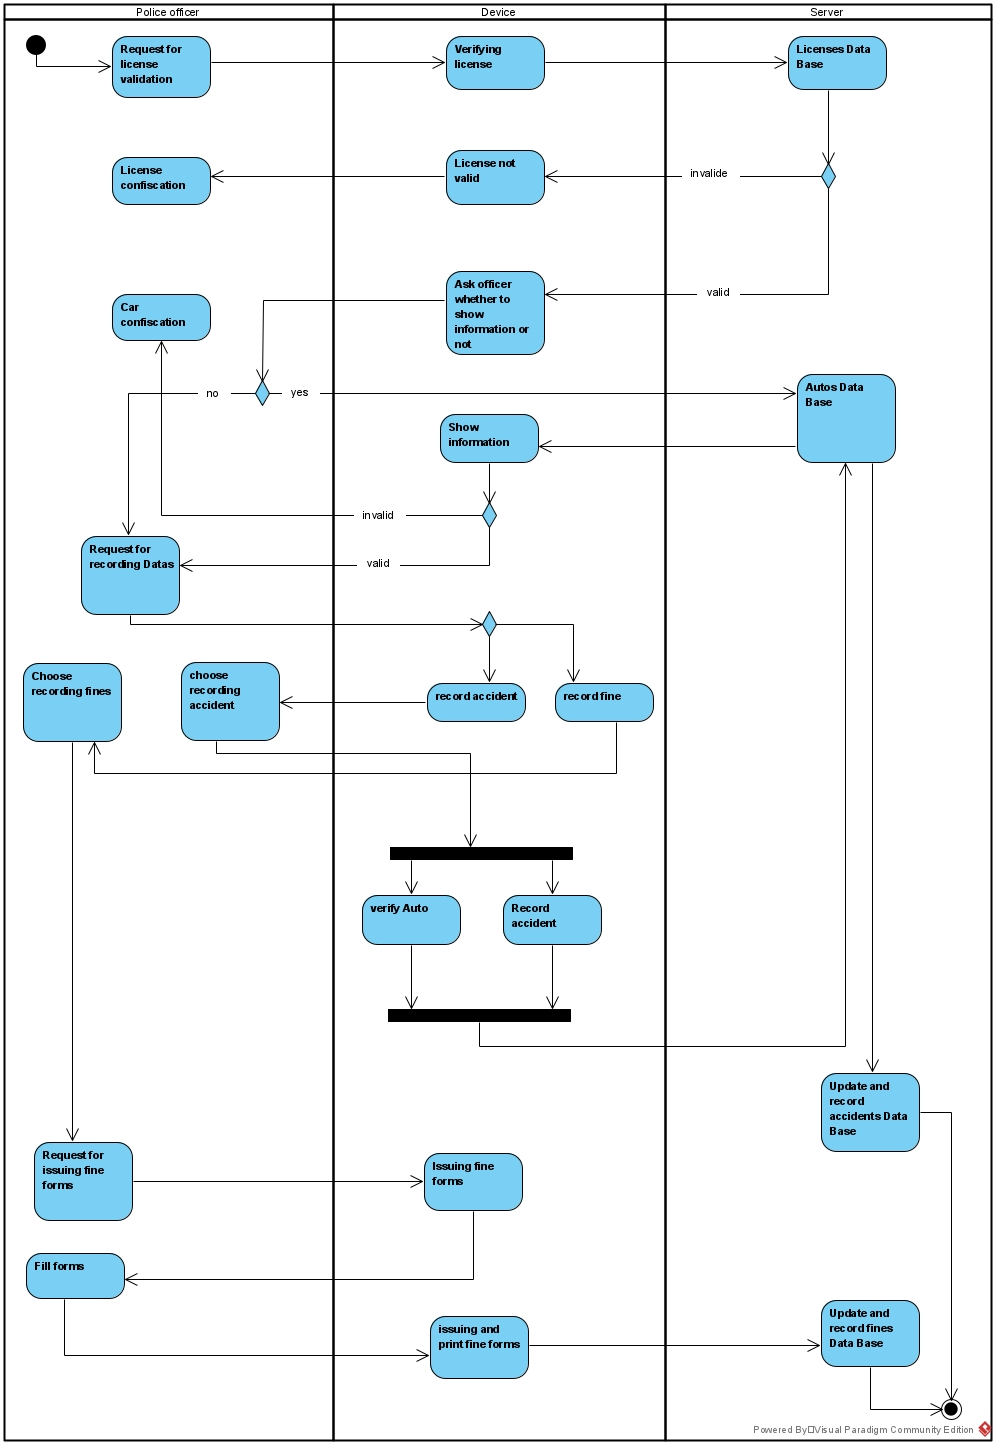 Police officer
Device
Server
Request for
license
validation
Verifying
license
Licenses Data
Base
License
confiscation
License not
valid
invalide
Ask officer
whether to
show
information or
not
valid
Car
confiscation
no
yes
Autos Data
Base
Show
information
invalid
Request for
recording Datas
valid
Choose
recording fines
choose
recording
accident
record accident
record fine
verify Auto
Record
accident
Update and
record
accidents Data
Base
Request for
issuing fine
forms
Issuing fine
forms
Fill forms
issuing and
print fine forms
Update and
record fines
Data Base
Powered By□Visual Paradigm Community Edition